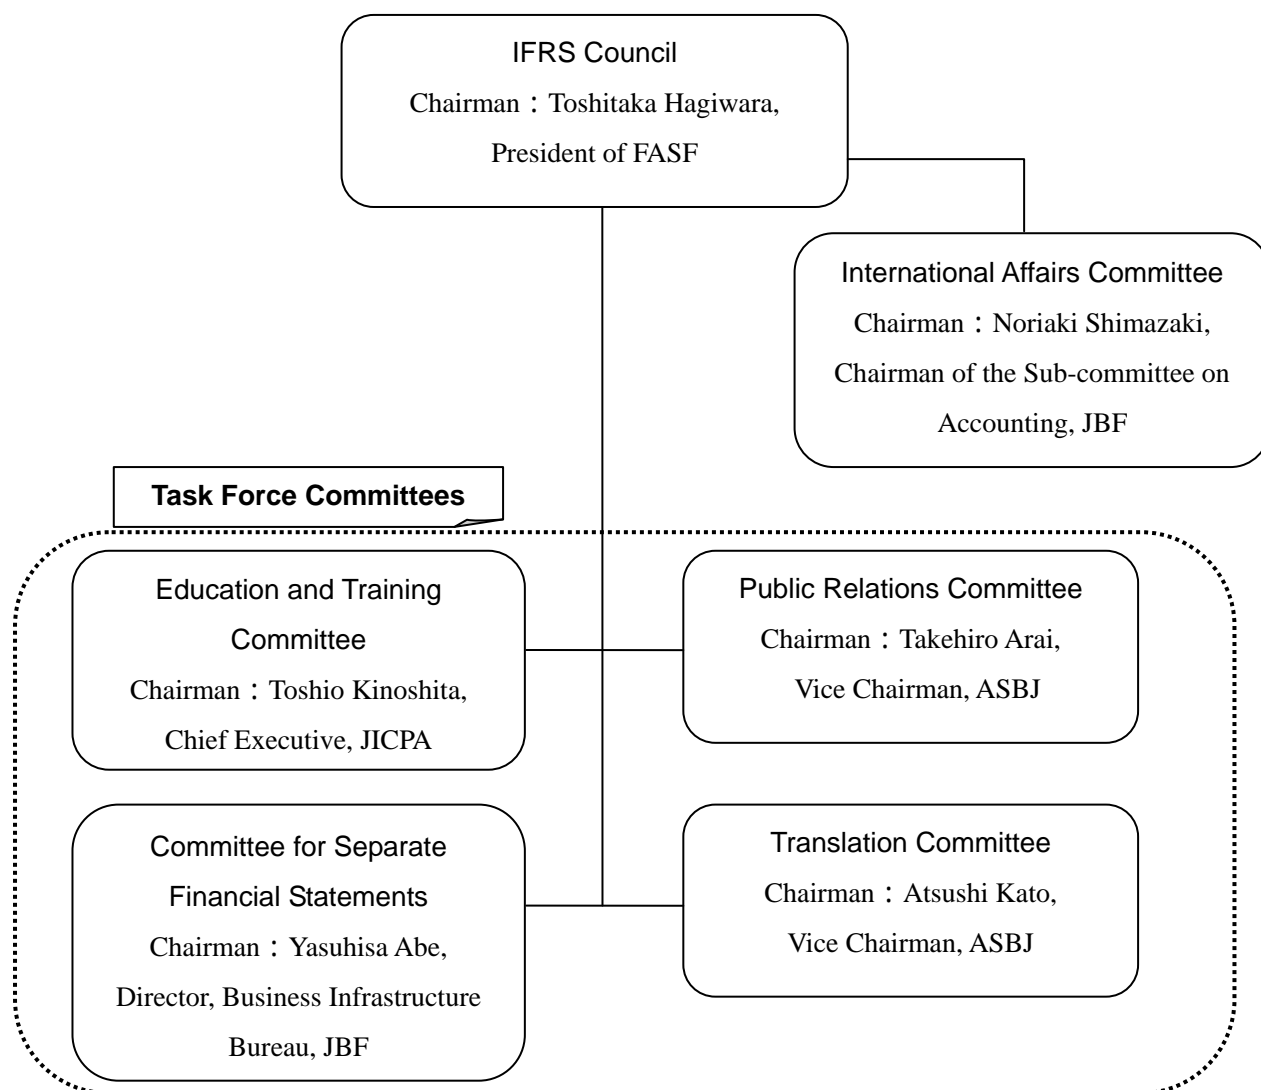 IFRS Council
Chairman：Toshitaka Hagiwara,
President of FASF
International Affairs Committee
Chairman：Noriaki Shimazaki,
Chairman of the Sub-committee on
Accounting, JBF
Task Force Committees
Education and Training
Committee
Chairman：Toshio Kinoshita,
Chief Executive, JICPA
Public Relations Committee
Chairman：Takehiro Arai,
Vice Chairman, ASBJ
Committee for Separate
Financial Statements
Chairman：Yasuhisa Abe,
Director, Business Infrastructure
Bureau, JBF
Translation Committee
Chairman：Atsushi Kato,
Vice Chairman, ASBJ